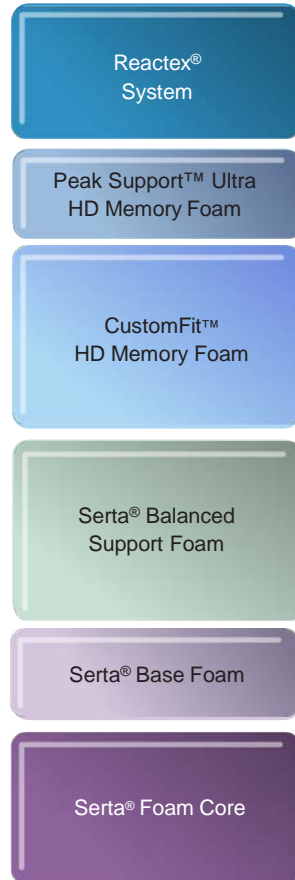 Reactex®
System
Peak Support™ Ultra
HD Memory Foam
CustomFit™
HD Memory Foam
Serta® Balanced
Support Foam
Serta® Base Foam
Serta® Foam Core